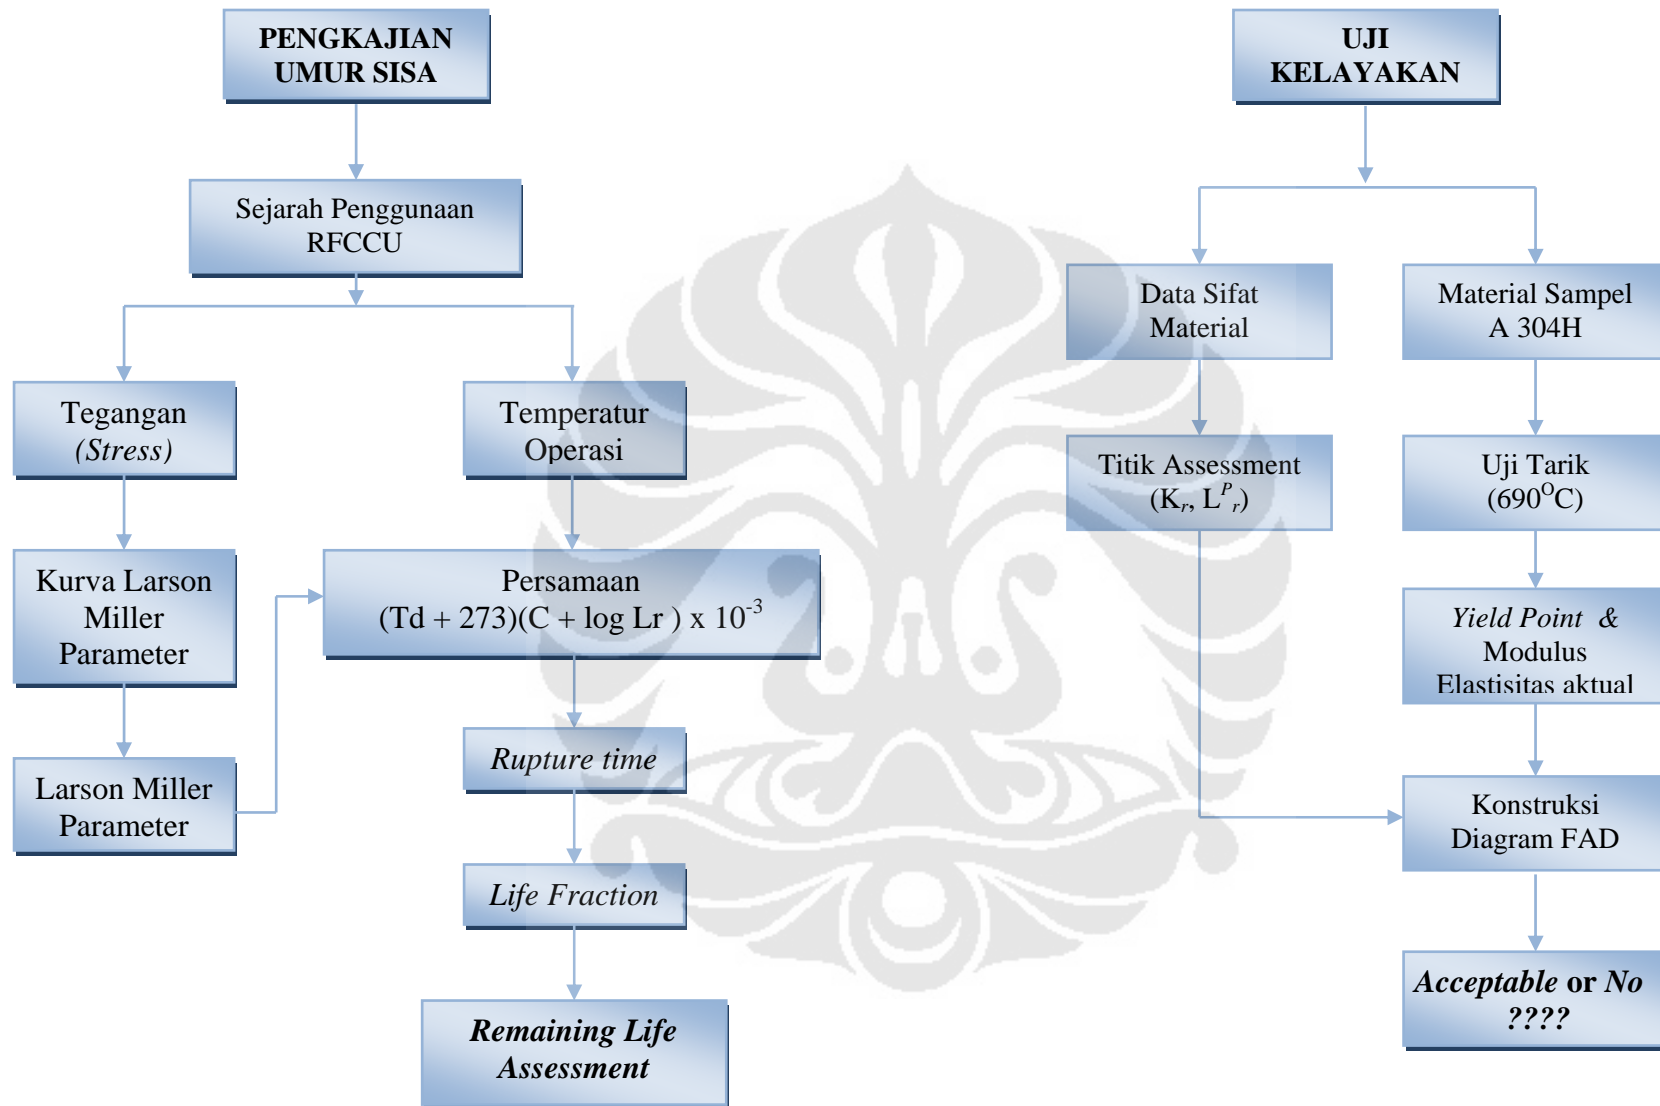 PENGKAJIAN
UMUR SISA
Sejarah Penggunaan
RFCCU
Tegangan
(Stress)
Temperatur
Operasi
Kurva Larson
Miller
Parameter
Persamaan
(Td + 273)(C + log Lr ) x 10⁻³
Larson Miller
Parameter
Rupture time
Life Fraction
Remaining Life
Assessment
UJI
KELAYAKAN
Data Sifat
Material
Material Sampel
A 304H
Titik Assessment
(Kᵣ, Lᴾᵣ)
Uji Tarik
(690ᴼC)
Yield Point &
Modulus
Elastisitas aktual
Konstruksi
Diagram FAD
Acceptable or No
????